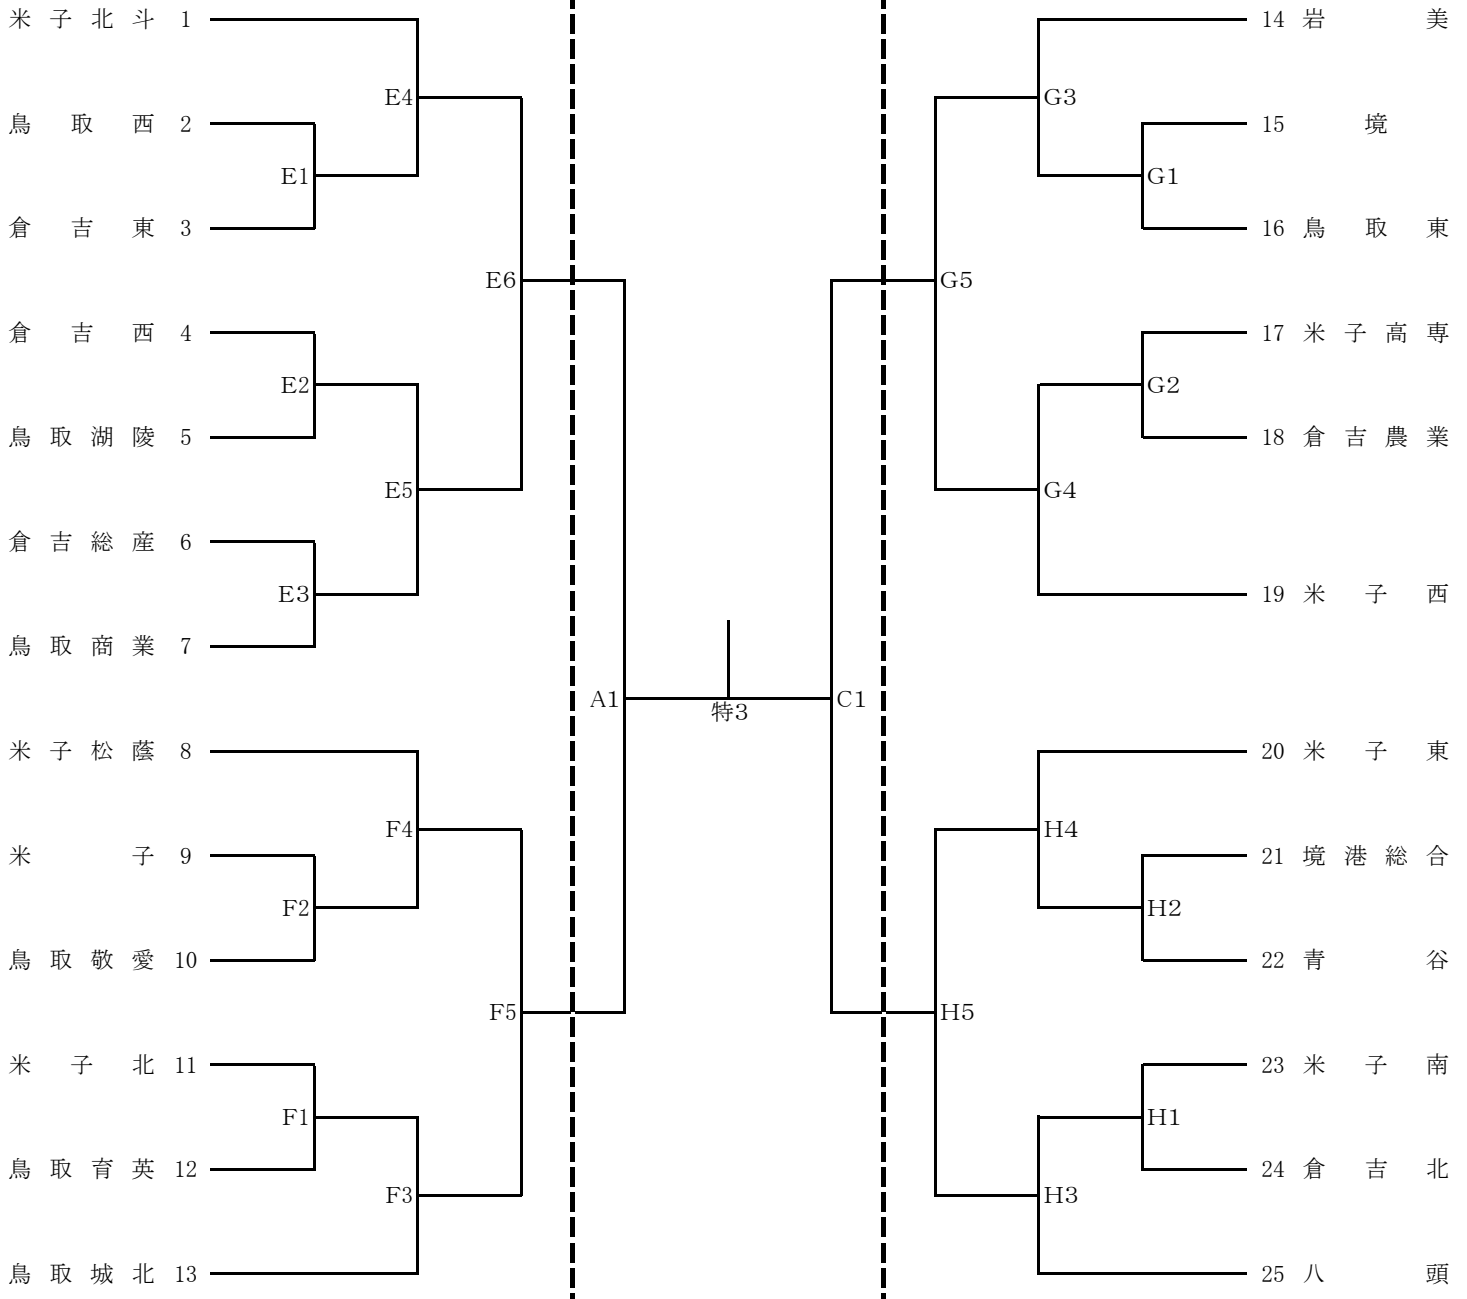 米子北斗 1
E4
鳥取西 2
E1
倉吉東 3
E6
倉吉西 4
E2
鳥取湖陵 5
E5
倉吉総産 6
E3
鳥取商業 7
A1
米子松蔭 8
F4
米子 9
F2
鳥取敬愛 10
F5
米子北 11
F1
鳥取育英 12
F3
鳥取城北 13
特3
14 岩美
G3
15 境
G1
16 鳥取東
G5
17 米子高専
G2
18 倉吉農業
G4
19 米子西
C1
20 米子東
H4
21 境港総合
H2
22 青谷
H5
23 米子南
H1
24 倉吉北
H3
25 八頭